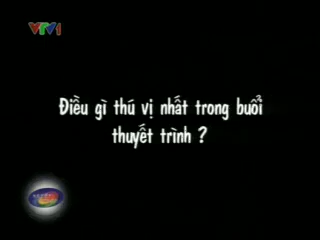 VTV1
Điều gì thú vị nhất trong buổi
thuyết trình ?